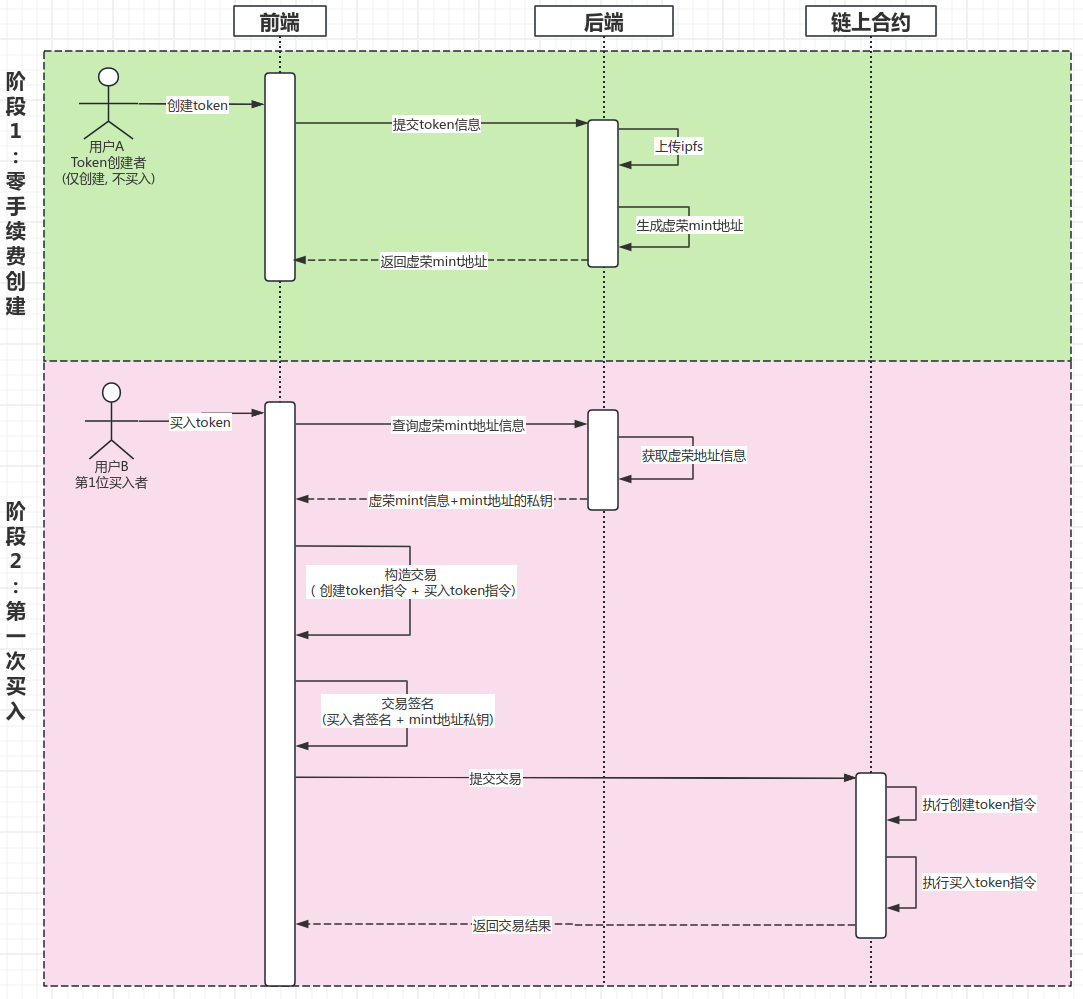 前端
后端
链上合约
阶段1：零手续费创建
创建token
用户A
Token创建者
(仅创建, 不买入)
提交token信息
上传ipfs
生成虚荣mint地址
返回虚荣mint地址
阶段2：第一次买入
买入token
用户B
第1位买入者
查询虚荣mint地址信息
获取虚荣地址信息
虚荣mint信息+mint地址的私钥
构造交易
( 创建token指令 + 买入token指令)
交易签名
(买入者签名 + mint地址私钥)
提交交易
执行创建token指令
执行买入token指令
返回交易结果